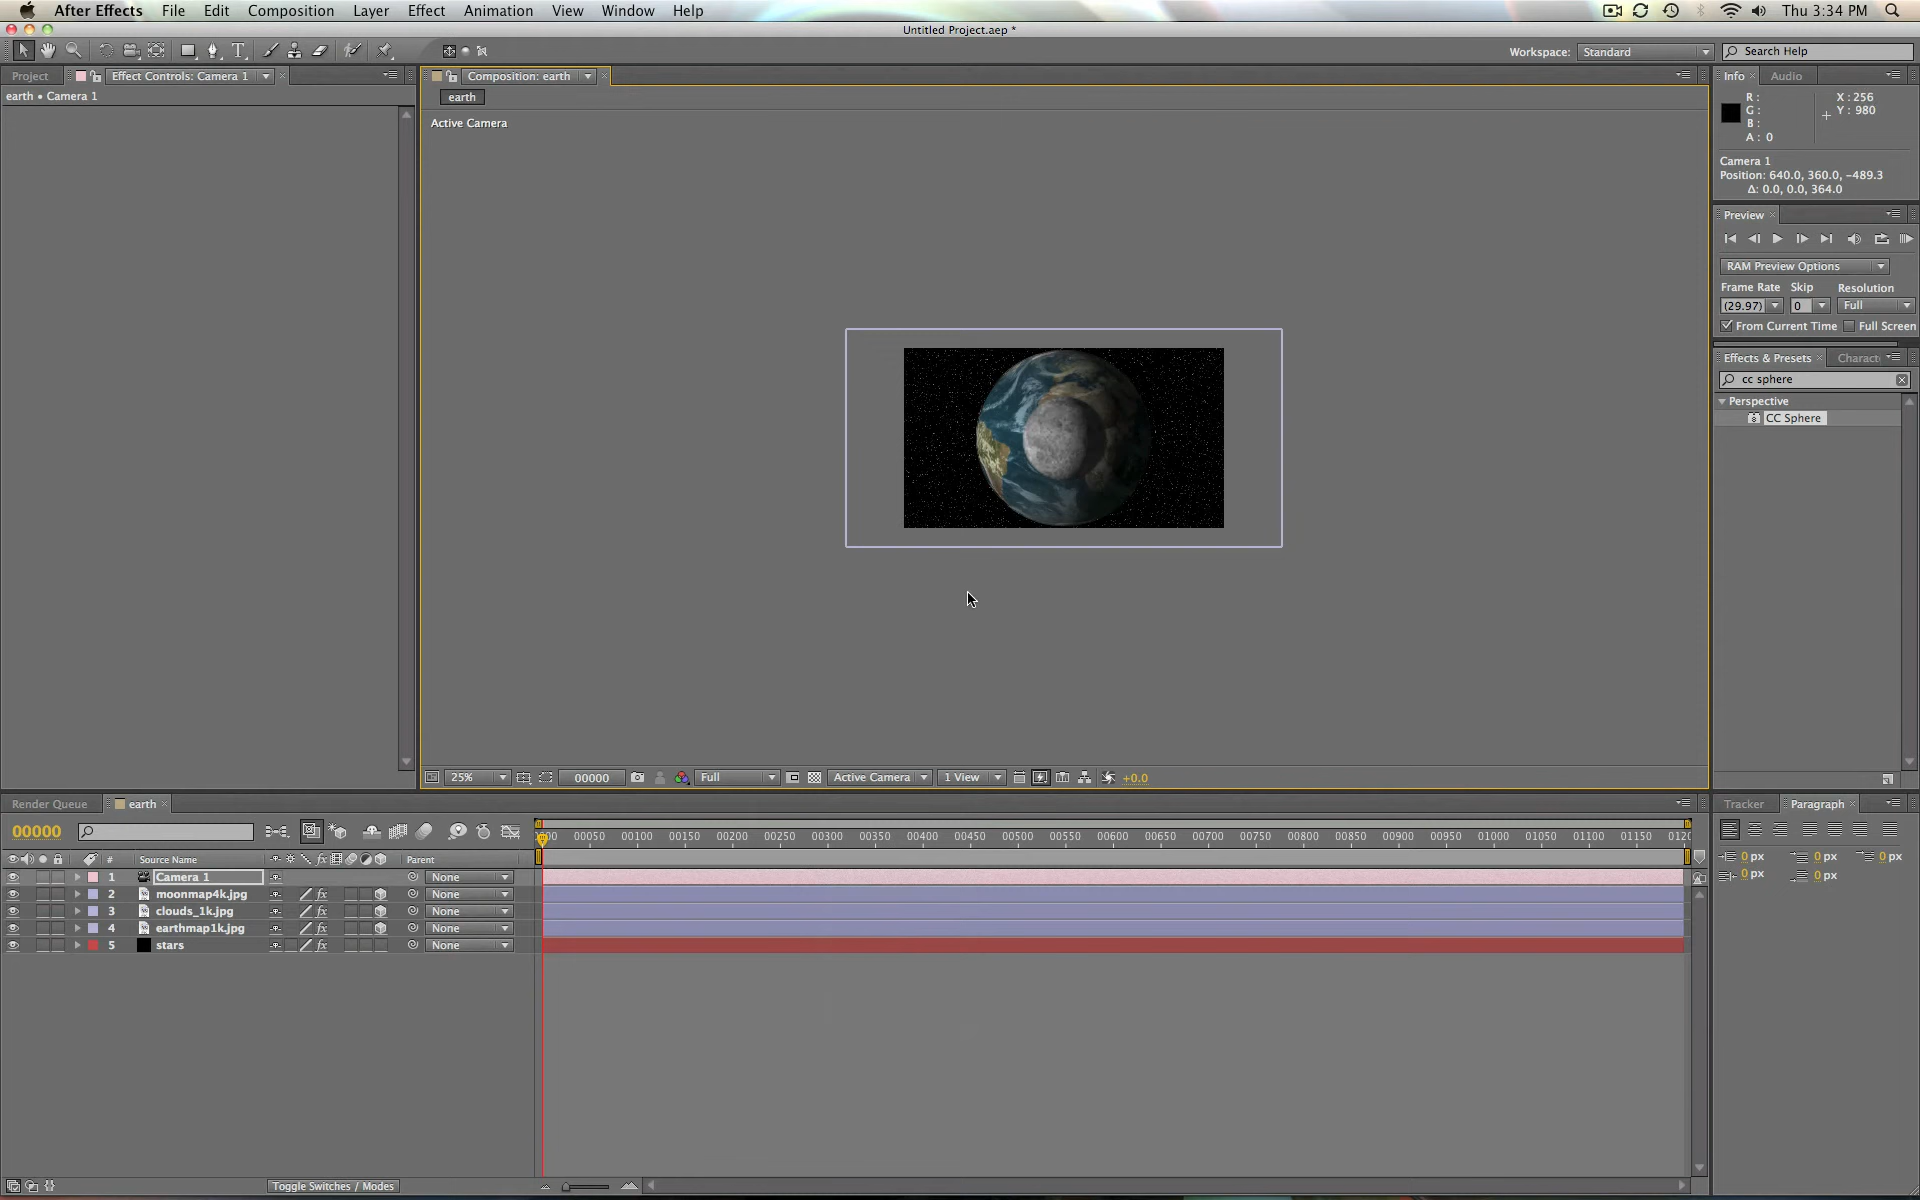 After Effects File Edit Composition Layer Effect Animation View Window Help Thu 3:34 PM
Untitled Project.aep *
Workspace: Standard Search Help
Project Effect Controls: Camera 1 Composition: earth Info Audio
earth • Camera 1 earth
Active Camera
R : X : 256
G : Y : 980
B :
A : 0
Camera 1
Position: 640.0, 360.0, -489.3
Δ: 0.0, 0.0, 364.0
Preview
RAM Preview Options
Frame Rate Skip Resolution
(29.97) 0 Full
From Current Time Full Screen
Effects & Presets Charact
cc sphere
Perspective
CC Sphere
25% 00000 Full Active Camera 1 View +0.0
Render Queue earth Tracker Paragraph
00000
00050 00100 00150 00200 00250 00300 00350 00400 00450 00500 00550 00600 00650 00700 00750 00800 00850 00900 00950 01000 01050 01100 01150
# Source Name fx Parent
1 Camera 1 None
2 moonmap4k.jpg fx None
3 clouds_1k.jpg fx None
4 earthmap1k.jpg fx None
5 stars fx None
0 px 0 px 0 px
0 px 0 px
Toggle Switches / Modes